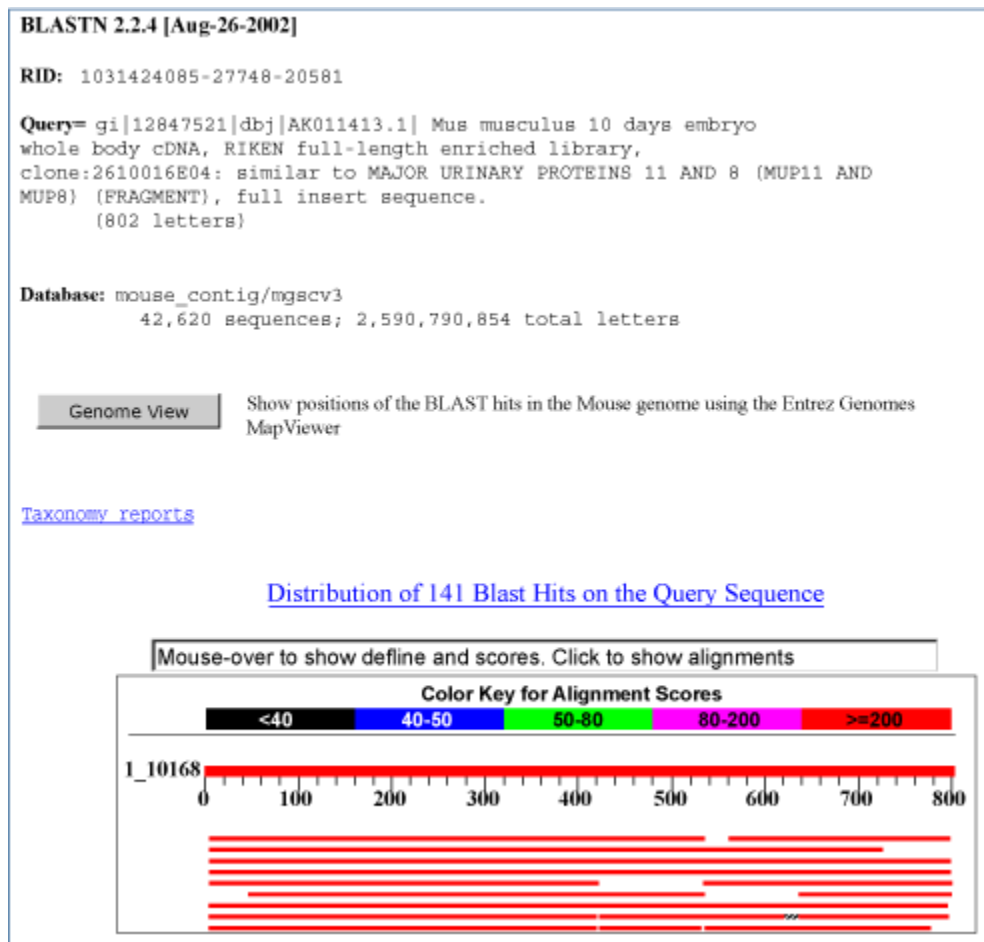 BLASTN 2.2.4 [Aug-26-2002]
RID: 1031424085-27748-20581
Query= gi|12847521|dbj|AK011413.1| Mus musculus 10 days embryo
whole body cDNA, RIKEN full-length enriched library,
clone:2610016E04: similar to MAJOR URINARY PROTEINS 11 AND 8 (MUP11 AND
MUP8) (FRAGMENT), full insert sequence.
(802 letters)
Database: mouse_contig/mgscv3
42,620 sequences; 2,590,790,854 total letters
Genome View
Show positions of the BLAST hits in the Mouse genome using the Entrez Genomes
MapViewer
Taxonomy reports
Distribution of 141 Blast Hits on the Query Sequence
Mouse-over to show defline and scores. Click to show alignments
Color Key for Alignment Scores
<40 40-50 50-80 80-200 >=200
1_10168
0 100 200 300 400 500 600 700 800